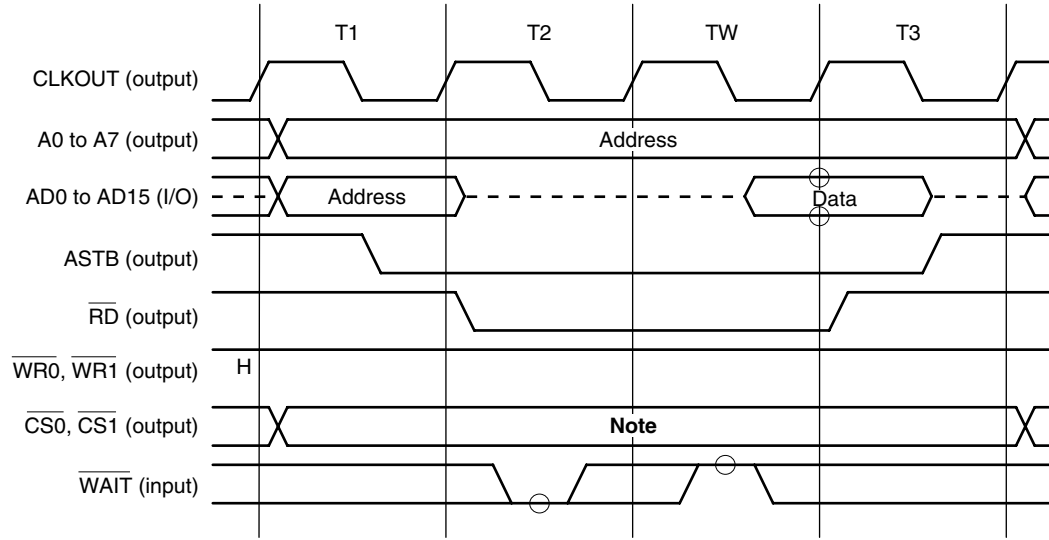 T1 T2 TW T3
CLKOUT (output)
A0 to A7 (output) Address
AD0 to AD15 (I/O) Address Data
ASTB (output)
RD (output)
WR0, WR1 (output) H
CS0, CS1 (output) Note
WAIT (input)